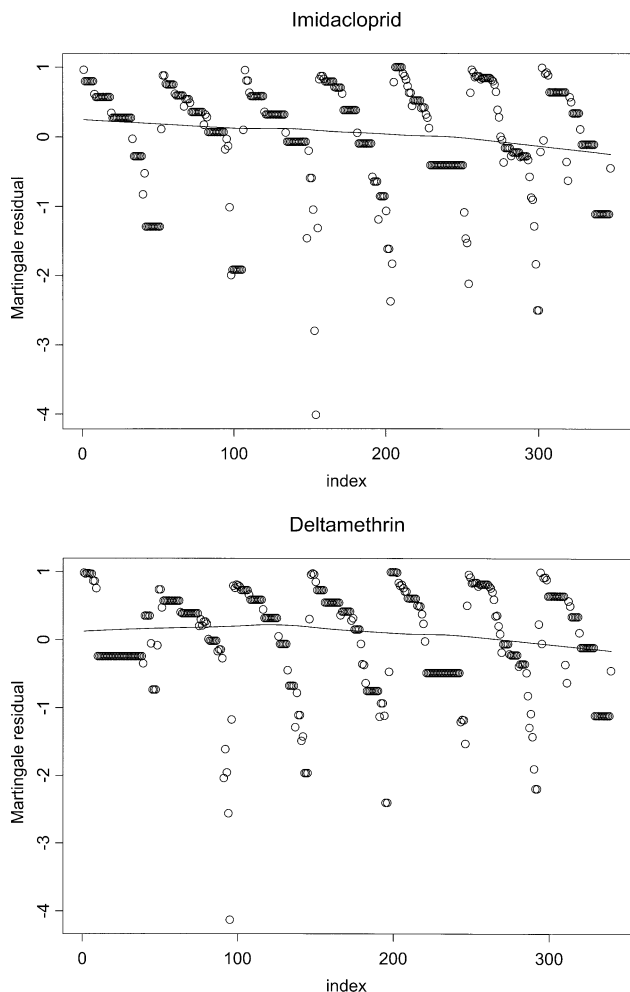 Imidacloprid
Martingale residual
1
0
-1
-2
-3
-4
0 100 200 300
index
Deltamethrin
Martingale residual
1
0
-1
-2
-3
-4
0 100 200 300
index